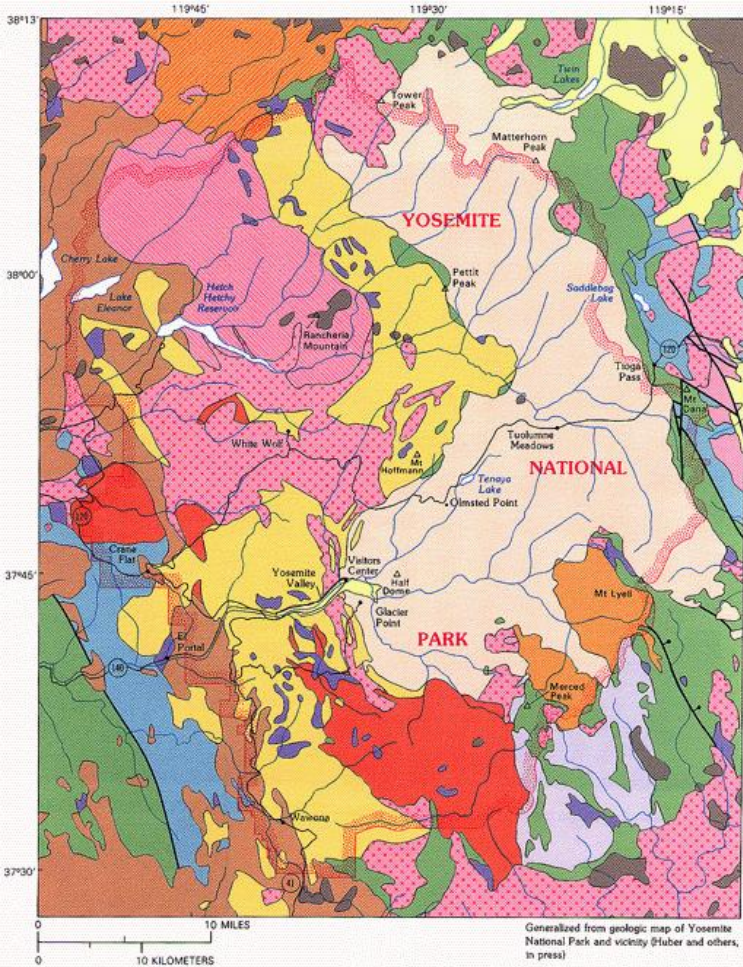 119°45'
119°30'
119°15'
38°13'
Twin
Lakes
Tower
Peak
Matterhorn
Peak
YOSEMITE
Cherry Lake
38°00'
Pettit
Peak
Lake
Eleanor
Hetch
Hetchy
Reservoir
Saddlebag
Lake
Rancheria
Mountain
120
Tioga
Pass
Mt
Dana
White Wolf
Tuolumne
Meadows
Mt
Hoffmann
NATIONAL
Tenaya
Lake
Olmsted Point
120
Crane
Flat
37°45'
Yosemite
Valley
Visitors
Center
Half
Dome
Mt Lyell
Glacier
Point
El
Portal
PARK
140
Merced
Peak
Wawona
37°30'
41
0 10 MILES
0 10 KILOMETERS
Generalized from geologic map of Yosemite
National Park and vicinity (Huber and others,
in press)